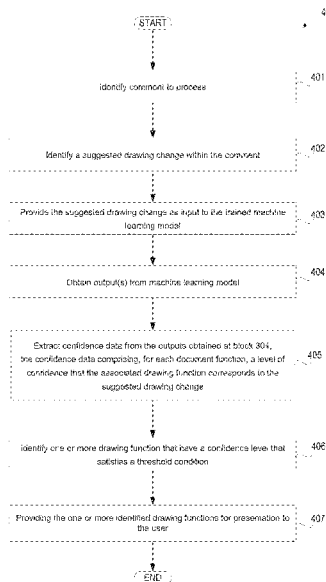 4
START
Identify comment to process
401
Identify a suggested drawing change within the comment
402
Provide the suggested drawing change as input to the trained machine
learning model
403
Obtain output(s) from machine learning model
404
Extract confidence data from the outputs obtained at block 304,
the confidence data comprising, for each document function, a level of
confidence that the associated drawing function corresponds to the
suggested drawing change
405
Identify one or more drawing function that have a confidence level that
satisfies a threshold condition
406
Providing the one or more identified drawing functions for presentation to
the user
407
END